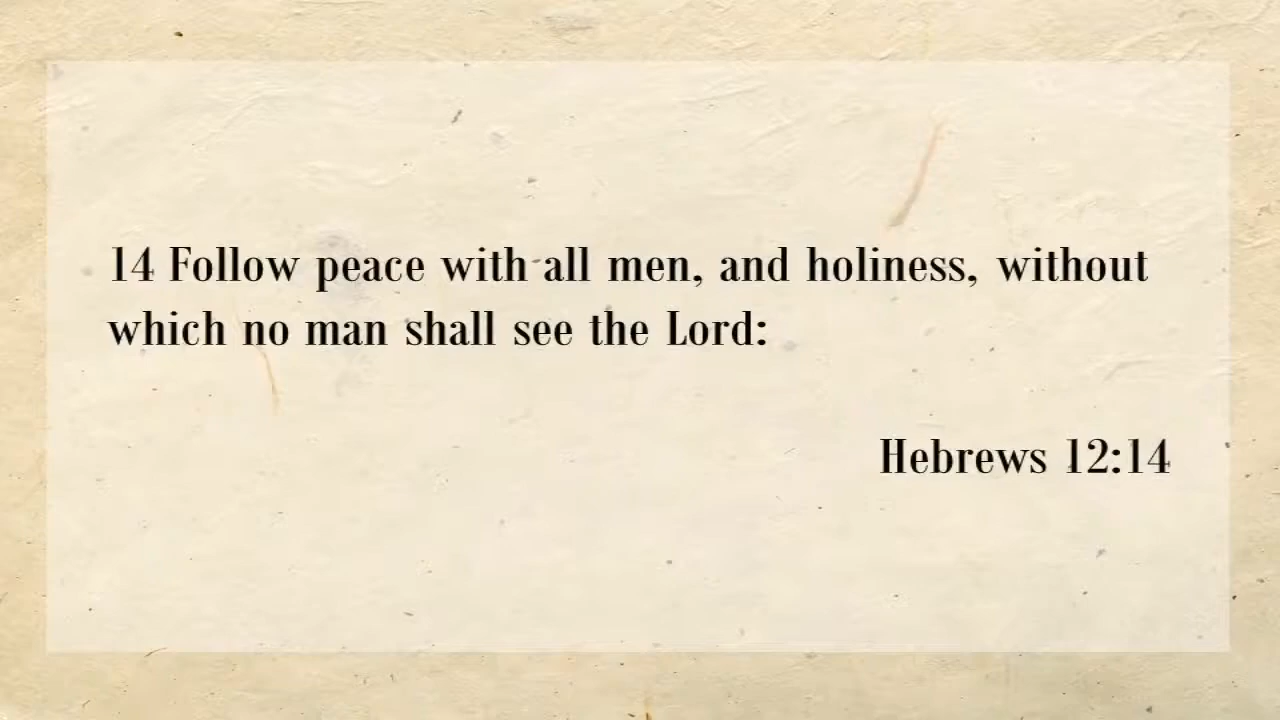 14 Follow peace with all men, and holiness, without
which no man shall see the Lord:
Hebrews 12:14